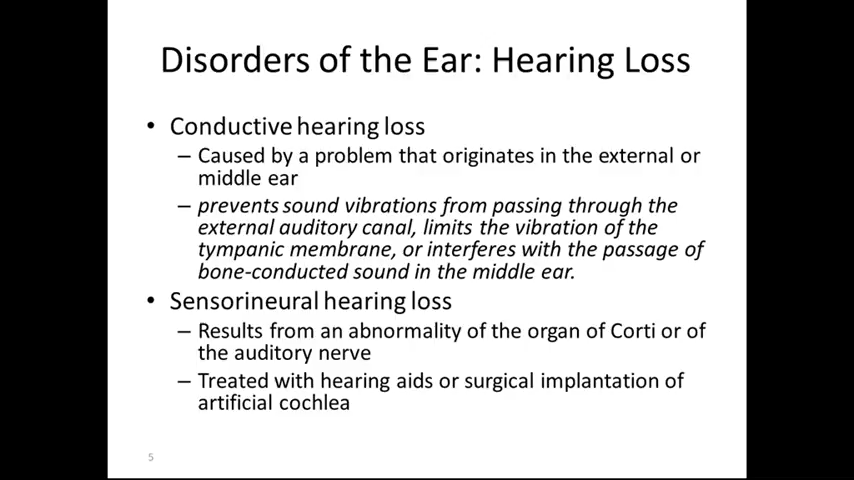 Disorders of the Ear: Hearing Loss
• Conductive hearing loss
– Caused by a problem that originates in the external or
middle ear
– prevents sound vibrations from passing through the
external auditory canal, limits the vibration of the
tympanic membrane, or interferes with the passage of
bone-conducted sound in the middle ear.
• Sensorineural hearing loss
– Results from an abnormality of the organ of Corti or of
the auditory nerve
– Treated with hearing aids or surgical implantation of
artificial cochlea
5